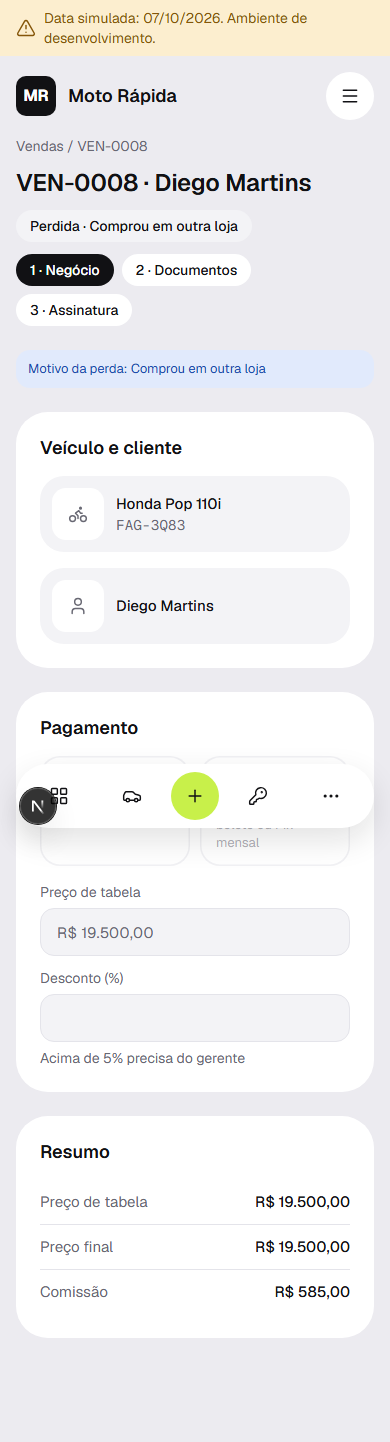 Data simulada: 07/10/2026. Ambiente de
desenvolvimento.
MR
Moto Rápida
Vendas / VEN-0008
VEN-0008 · Diego Martins
Perdida · Comprou em outra loja
1 · Negócio
2 · Documentos
3 · Assinatura
Motivo da perda: Comprou em outra loja
Veículo e cliente
Honda Pop 110i
FAG-3Q83
Diego Martins
Pagamento
N
mensal
Preço de tabela
R$ 19.500,00
Desconto (%)
Acima de 5% precisa do gerente
Resumo
Preço de tabela
R$ 19.500,00
Preço final
R$ 19.500,00
Comissão
R$ 585,00